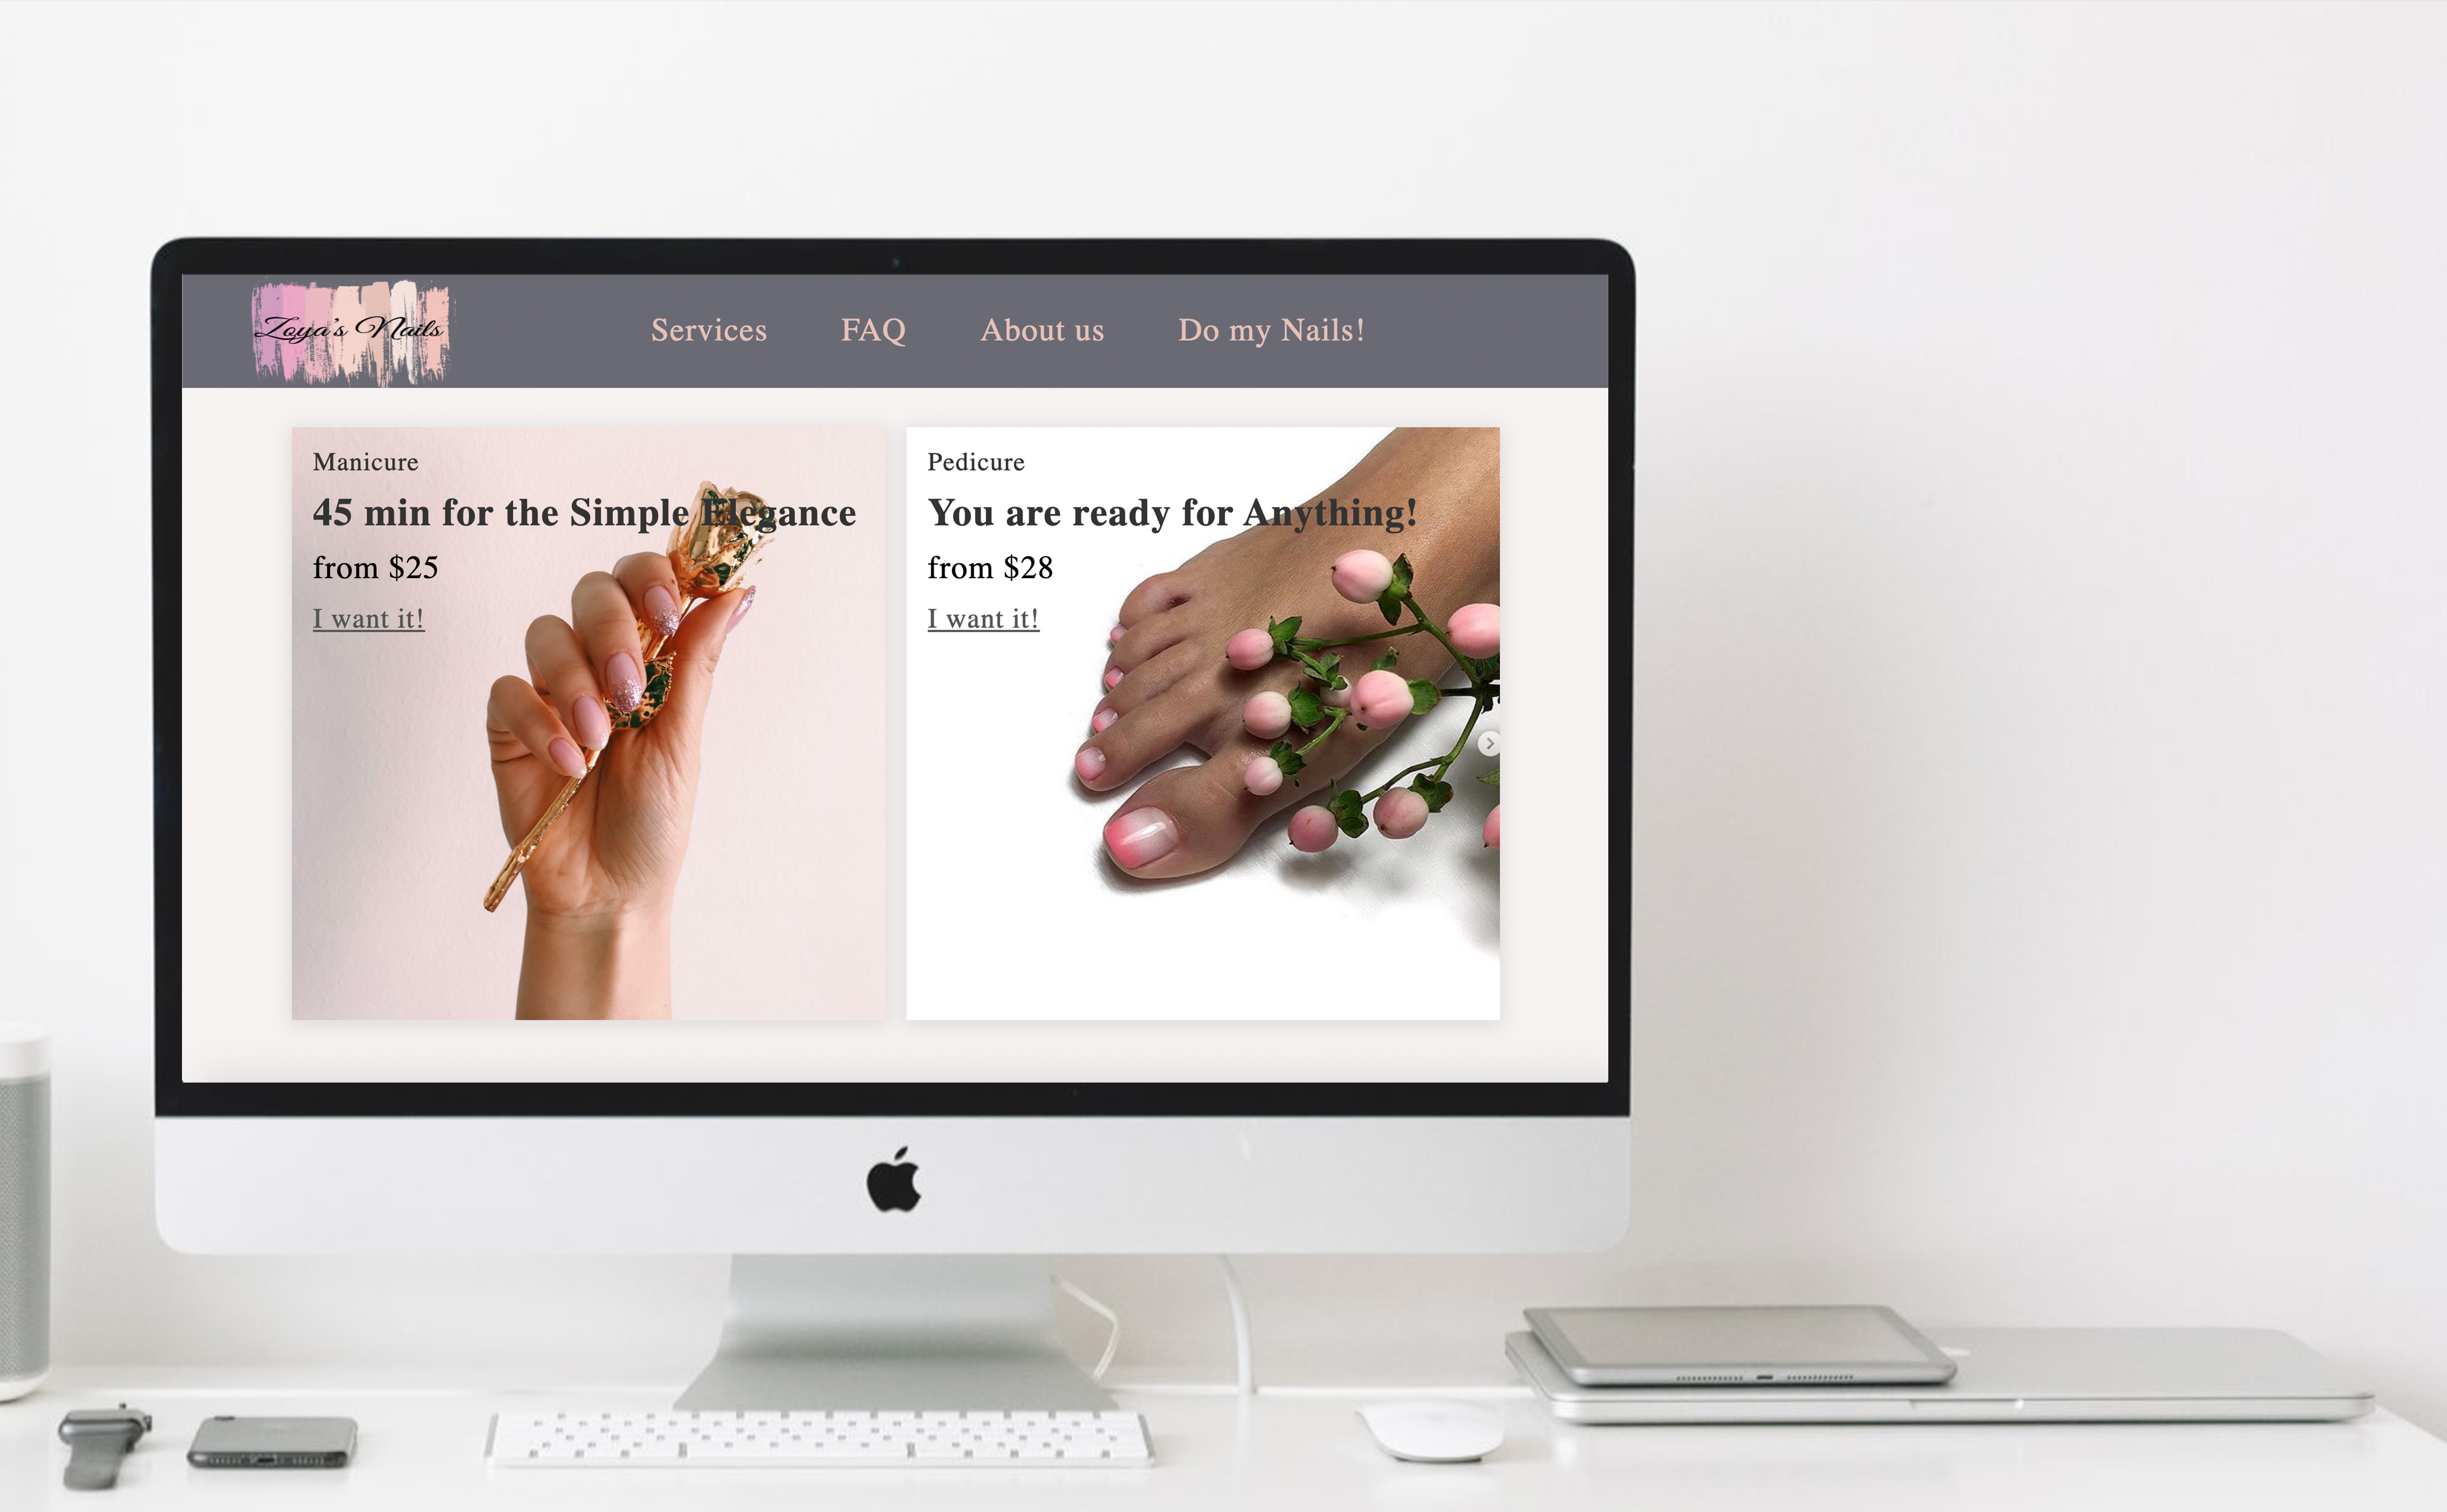 Zoya's Nails
Services FAQ About us Do my Nails!
Manicure
45 min for the Simple Elegance
from $25
I want it!
Pedicure
You are ready for Anything!
from $28
I want it!